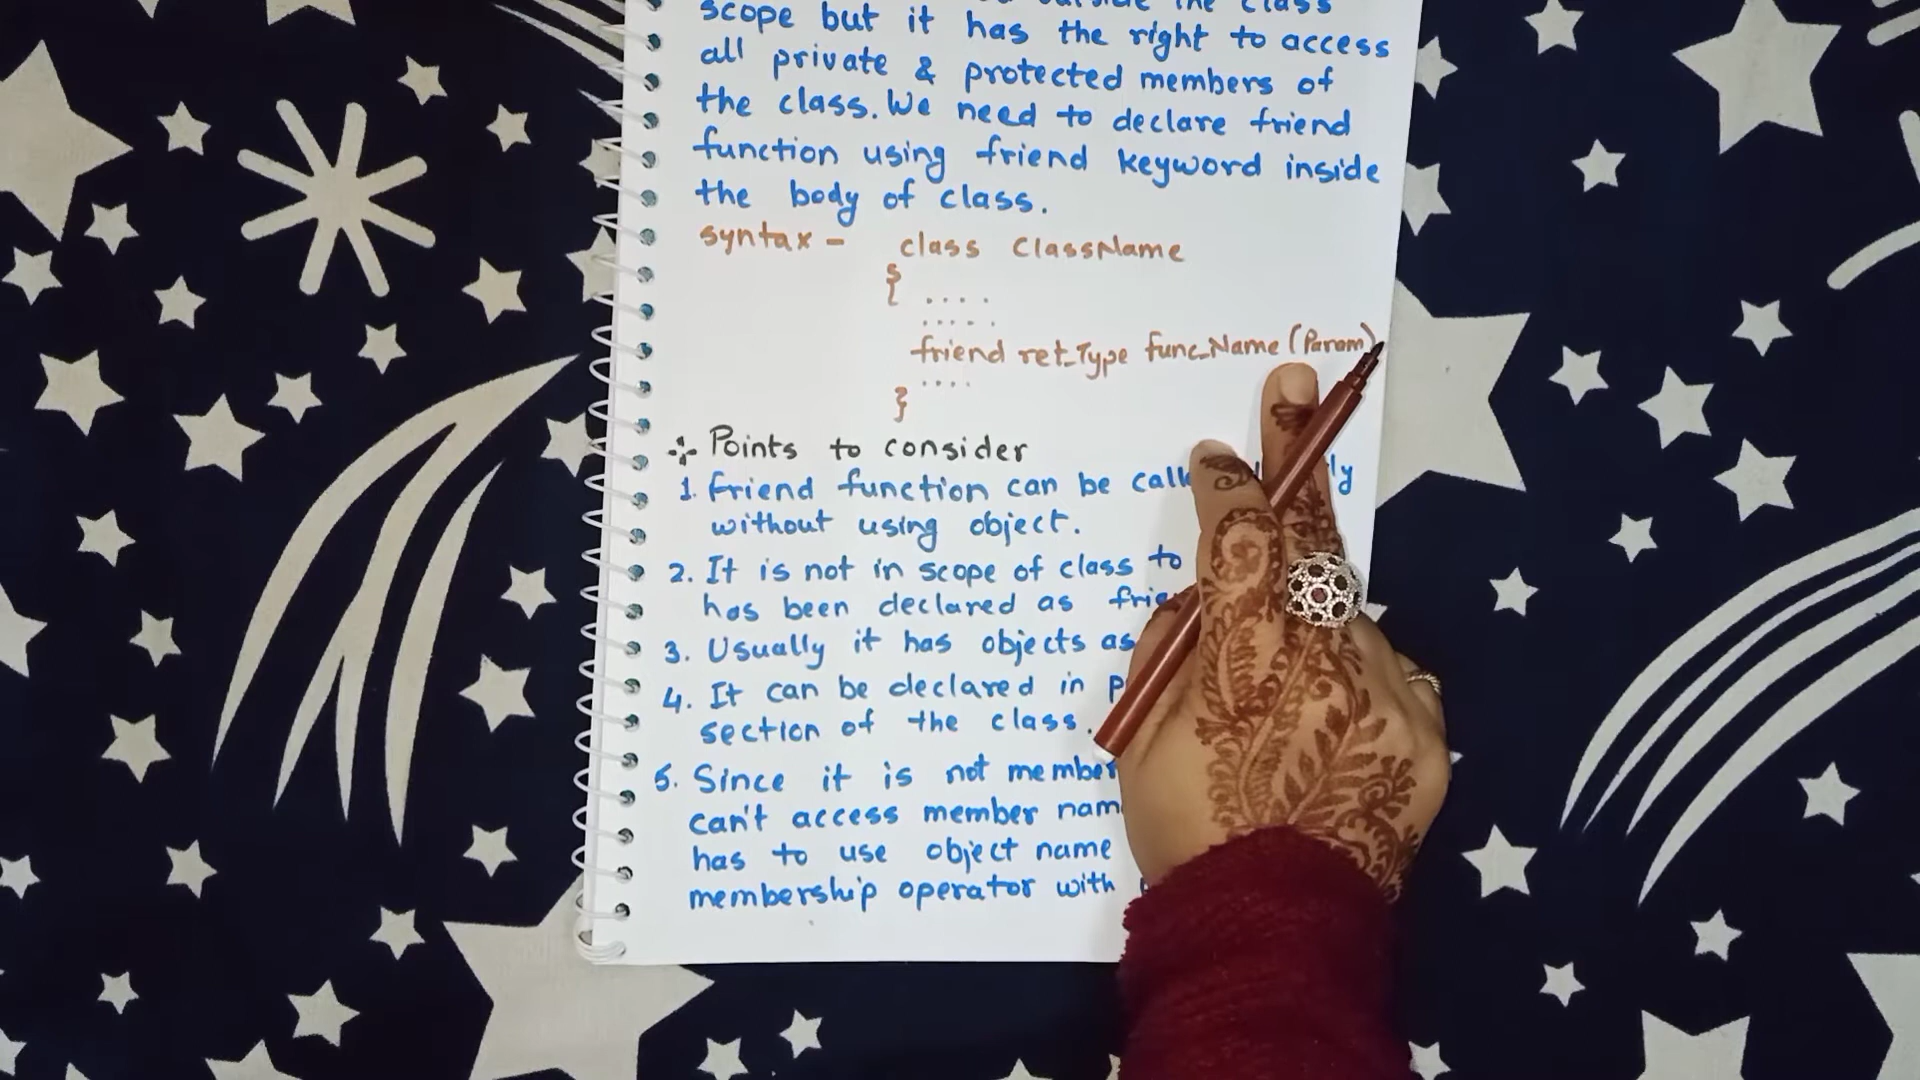 the class
scope but it has the right to access
all private & protected members of
the class. We need to declare friend
function using friend keyword inside
the body of class.
syntax - class ClassName
{ ....
.....
friend ret_Type func_Name (Param)
....
}
Points to consider
1. Friend function can be
without using object.
2. It is not in scope of class to
has been declared as
3. Usually it has objects as
4. It can be declared in
section of the class.
5. Since it is not member
can't access member
has to use object name
membership operator with